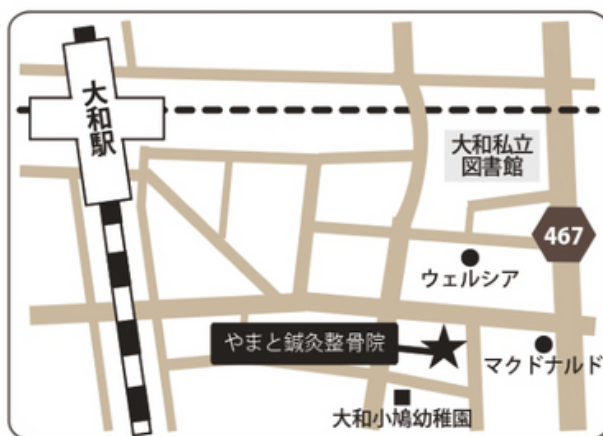 大和駅
大和私立
図書館
467
ウェルシア
やまと鍼灸整骨院
マクドナルド
大和小鳩幼稚園